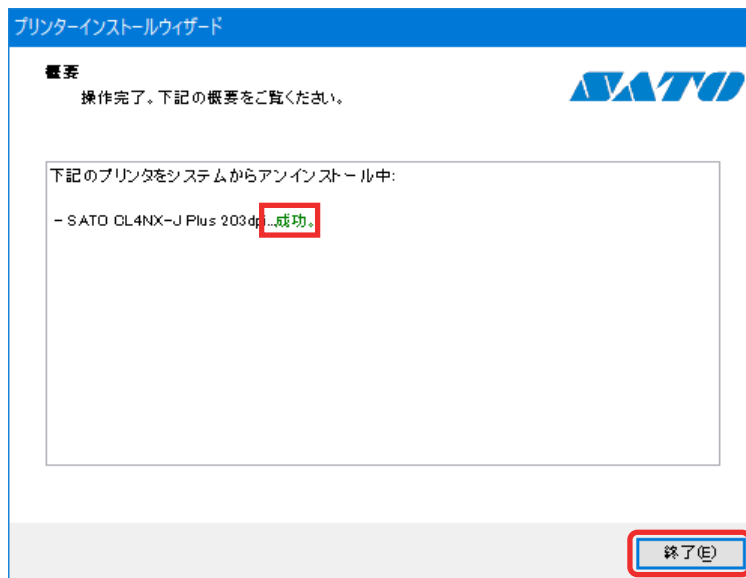 プリンターインストールウィザード
概要
操作完了。下記の概要をご覧ください。
SATO
下記のプリンタをシステムからアンインストール中:
- SATO CL4NX-J Plus 203dpi...成功。
終了(E)